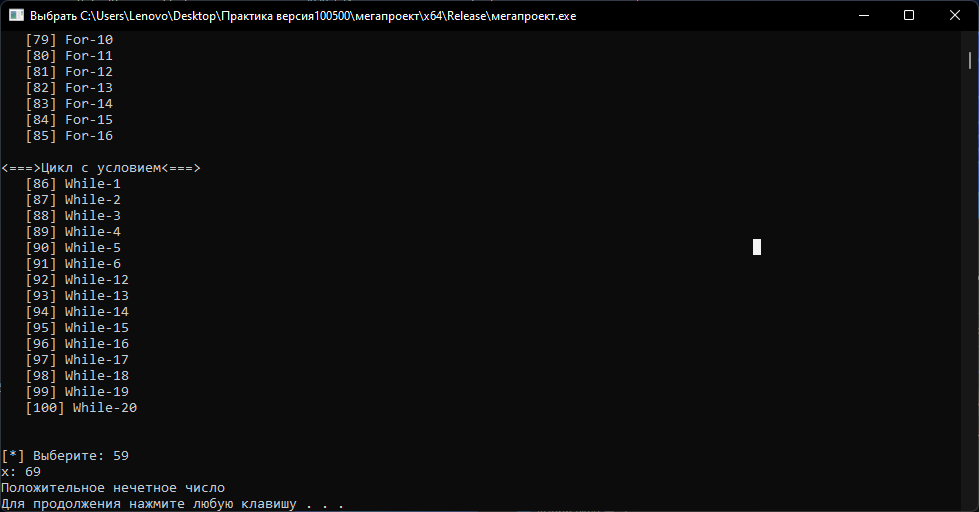 Выбрать C:\Users\Lenovo\Desktop\Практика версия100500\мегапроект\x64\Release\мегапроект.exe
[79] For-10
[80] For-11
[81] For-12
[82] For-13
[83] For-14
[84] For-15
[85] For-16
<===>Цикл с условием<===>
[86] While-1
[87] While-2
[88] While-3
[89] While-4
[90] While-5
[91] While-6
[92] While-12
[93] While-13
[94] While-14
[95] While-15
[96] While-16
[97] While-17
[98] While-18
[99] While-19
[100] While-20
[*] Выберите: 59
x: 69
Положительное нечетное число
Для продолжения нажмите любую клавишу . . .